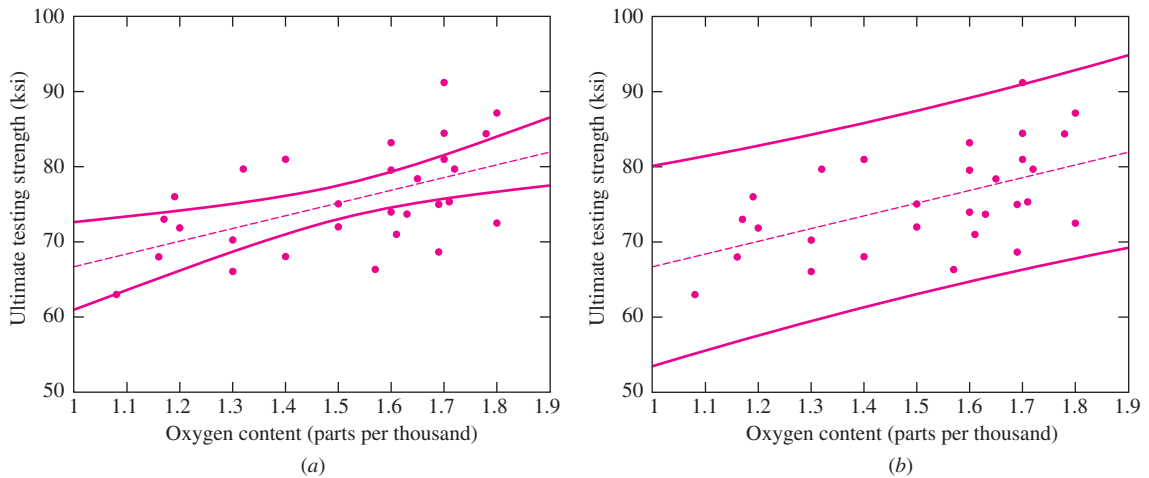 100
90
80
70
60
50
Ultimate testing strength (ksi)
1 1.1 1.2 1.3 1.4 1.5 1.6 1.7 1.8 1.9
Oxygen content (parts per thousand)
(a)
100
90
80
70
60
50
Ultimate testing strength (ksi)
1 1.1 1.2 1.3 1.4 1.5 1.6 1.7 1.8 1.9
Oxygen content (parts per thousand)
(b)